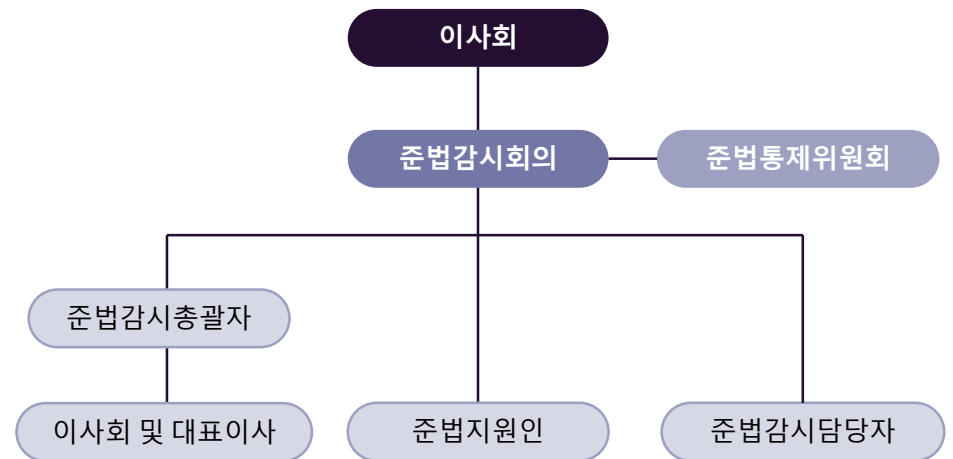 이사회
준법감시회의
준법통제위원회
준법감시총괄자
이사회 및 대표이사
준법지원인
준법감시담당자